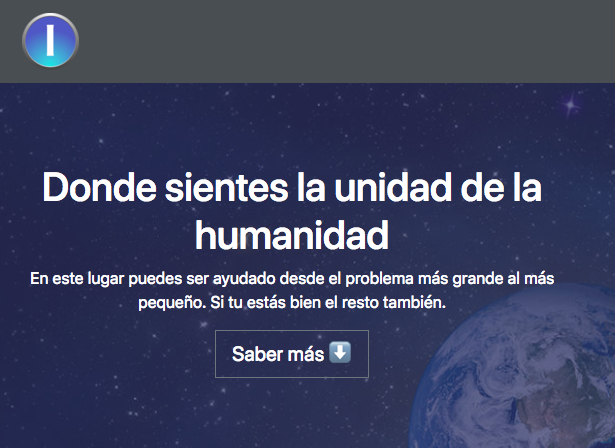 I
Donde sientes la unidad de la
humanidad
En este lugar puedes ser ayudado desde el problema más grande al más
pequeño. Si tu estás bien el resto también.
Saber más ⬇️